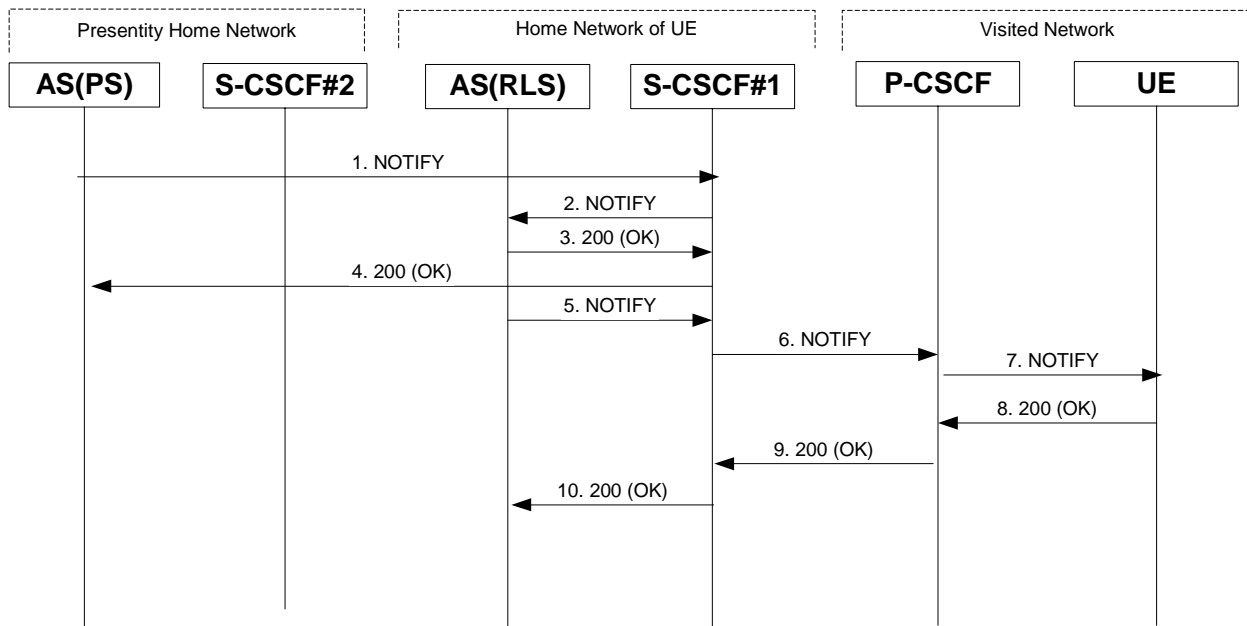 Presentity Home Network
Home Network of UE
Visited Network
AS(PS)
S-CSCF#2
AS(RLS)
S-CSCF#1
P-CSCF
UE
1. NOTIFY
2. NOTIFY
3. 200 (OK)
4. 200 (OK)
5. NOTIFY
6. NOTIFY
7. NOTIFY
8. 200 (OK)
9. 200 (OK)
10. 200 (OK)